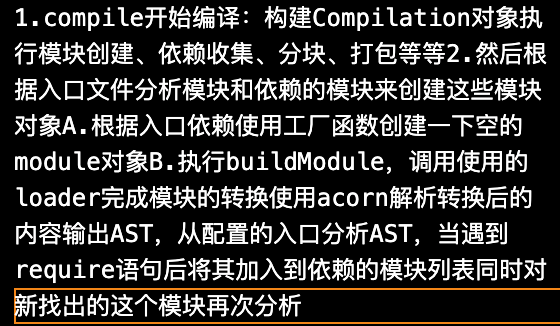 1.compile开始编译：构建Compilation对象执
行模块创建、依赖收集、分块、打包等等2.然后根
据入口文件分析模块和依赖的模块来创建这些模块
对象A.根据入口依赖使用工厂函数创建一下空的
module对象B.执行buildModule，调用使用的
loader完成模块的转换使用acorn解析转换后的
内容输出AST，从配置的入口分析AST，当遇到
require语句后将其加入到依赖的模块列表同时对
新找出的这个模块再次分析